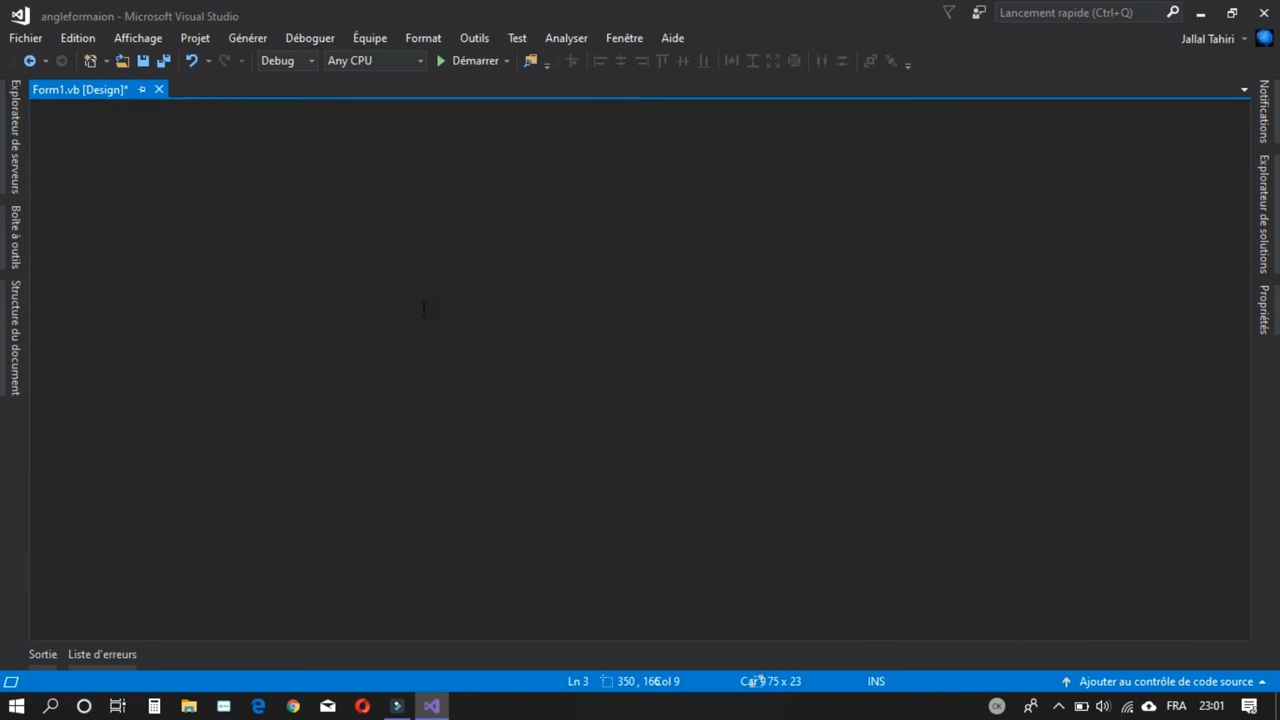 angleformaion - Microsoft Visual Studio
Lancement rapide (Ctrl+Q)
Fichier Edition Affichage Projet Générer Déboguer Équipe Format Outils Test Analyser Fenêtre Aide
Jallal Tahiri
Debug Any CPU Démarrer
Form1.vb [Design]*
Explorateur de serveurs
Boîte à outils
Structure du document
Notifications
Explorateur de solutions
Propriétés
Sortie Liste d'erreurs
Ln 3 350 , 166 Col 9 75 x 23 INS Ajouter au contrôle de code source
OK FRA 23:01